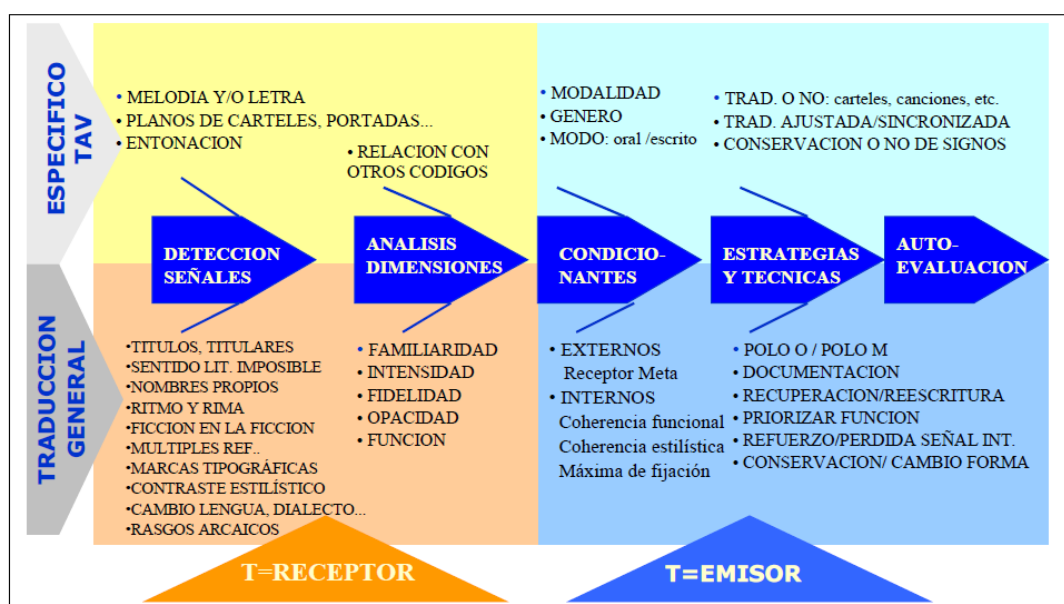 ESPECIFICO
TAV
• MELODIA Y/O LETRA
• PLANOS DE CARTELES, PORTADAS...
• ENTONACION
• RELACION CON
OTROS CODIGOS
• MODALIDAD
• GENERO
• MODO: oral /escrito
• TRAD. O NO: carteles, canciones, etc.
• TRAD. AJUSTADA/SINCRONIZADA
• CONSERVACION O NO DE SIGNOS
DETECCION
SEÑALES
ANALISIS
DIMENSIONES
CONDICIO-
NANTES
ESTRATEGIAS
Y TECNICAS
AUTO-
EVALUACION
TRADUCCION
GENERAL
•TITULOS, TITULARES
•SENTIDO LIT. IMPOSIBLE
•NOMBRES PROPIOS
•RITMO Y RIMA
•FICCION EN LA FICCION
•MULTIPLES REF..
•MARCAS TIPOGRÁFICAS
•CONTRASTE ESTILÍSTICO
•CAMBIO LENGUA, DIALECTO...
•RASGOS ARCAICOS
• FAMILIARIDAD
• INTENSIDAD
• FIDELIDAD
• OPACIDAD
• FUNCION
• EXTERNOS
Receptor Meta
• INTERNOS
Coherencia funcional
Coherencia estilística
Máxima de fijación
• POLO O / POLO M
• DOCUMENTACION
• RECUPERACION/REESCRITURA
• PRIORIZAR FUNCION
• REFUERZO/PERDIDA SEÑAL INT.
• CONSERVACION/ CAMBIO FORMA
T=RECEPTOR
T=EMISOR